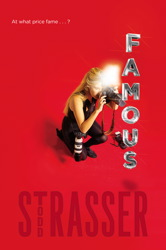 At what price fame . . . ?
FAMOUS
TODD
STRASSER